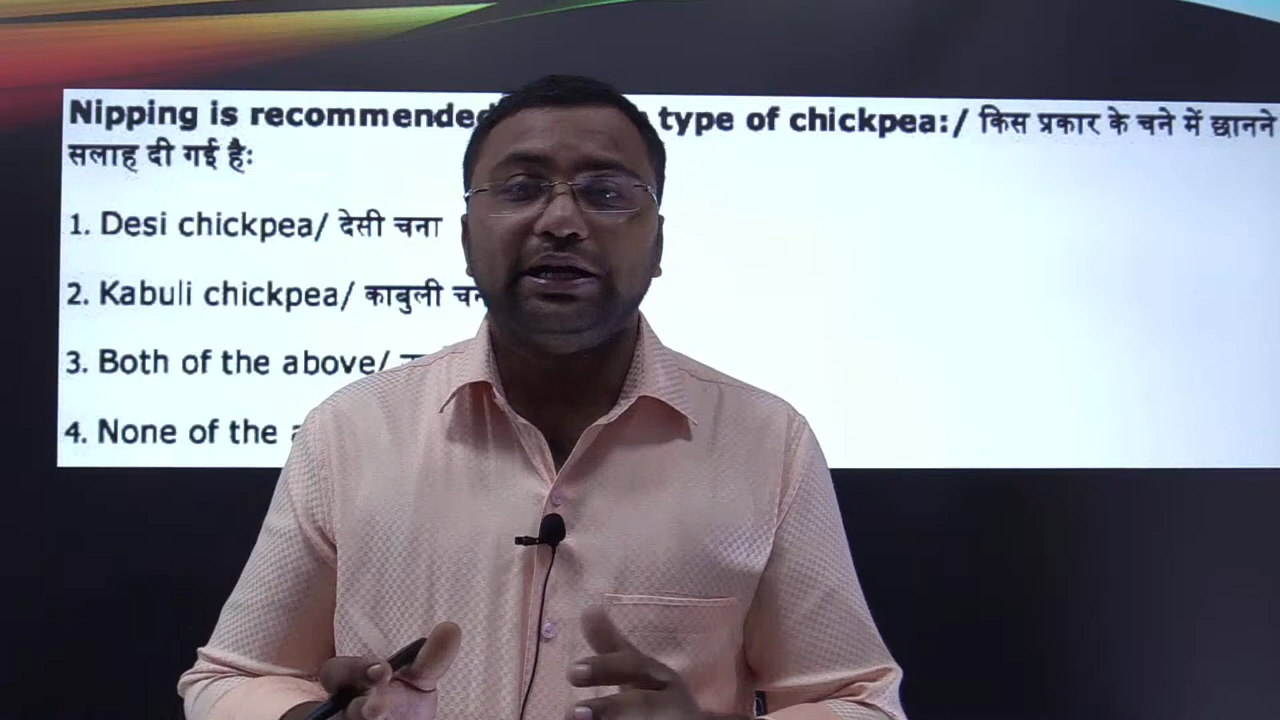 Nipping is recommended type of chickpea:/ किस प्रकार के चने में छानने
सलाह दी गई है:
1. Desi chickpea/ देसी चना
2. Kabuli chickpea/ काबुली
3. Both of the above/
4. None of the